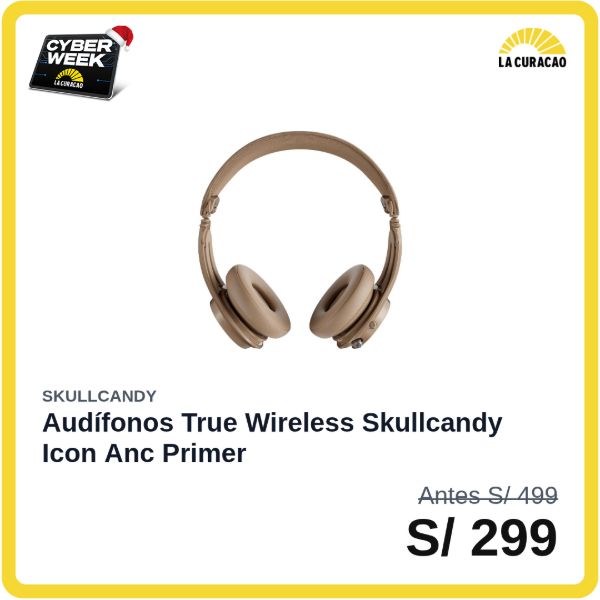 CYBER
WEEK
LA CURACAO
LA CURACAO
SKULLCANDY
Audífonos True Wireless Skullcandy
Icon Anc Primer
Antes S/ 499
S/ 299